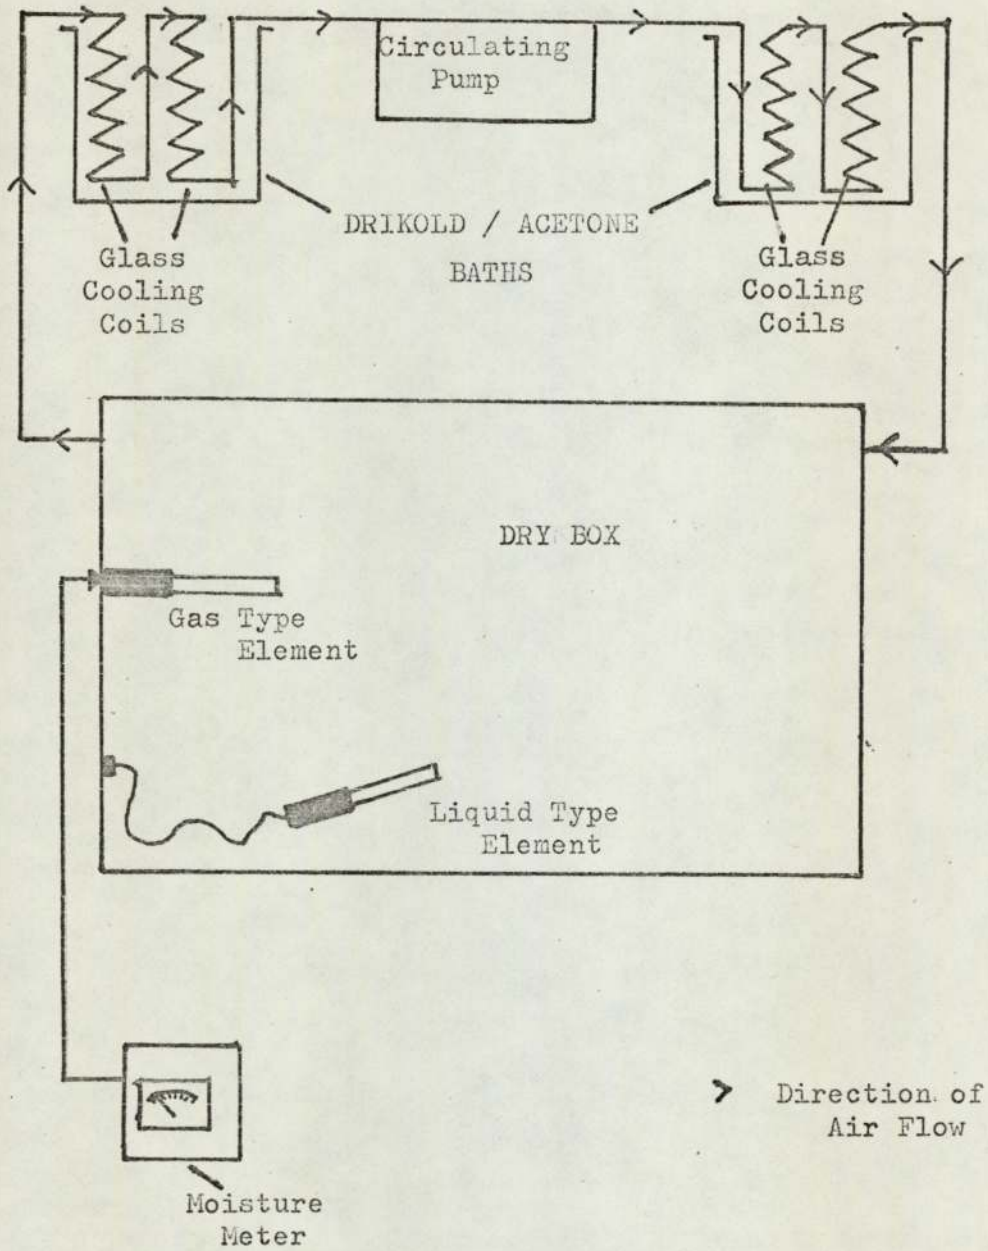 Circulating
Pump
DRIKOLD / ACETONE
BATHS
Glass
Cooling
Coils
Glass
Cooling
Coils
DRY BOX
Gas Type
Element
Liquid Type
Element
Direction of
Air Flow
Moisture
Meter